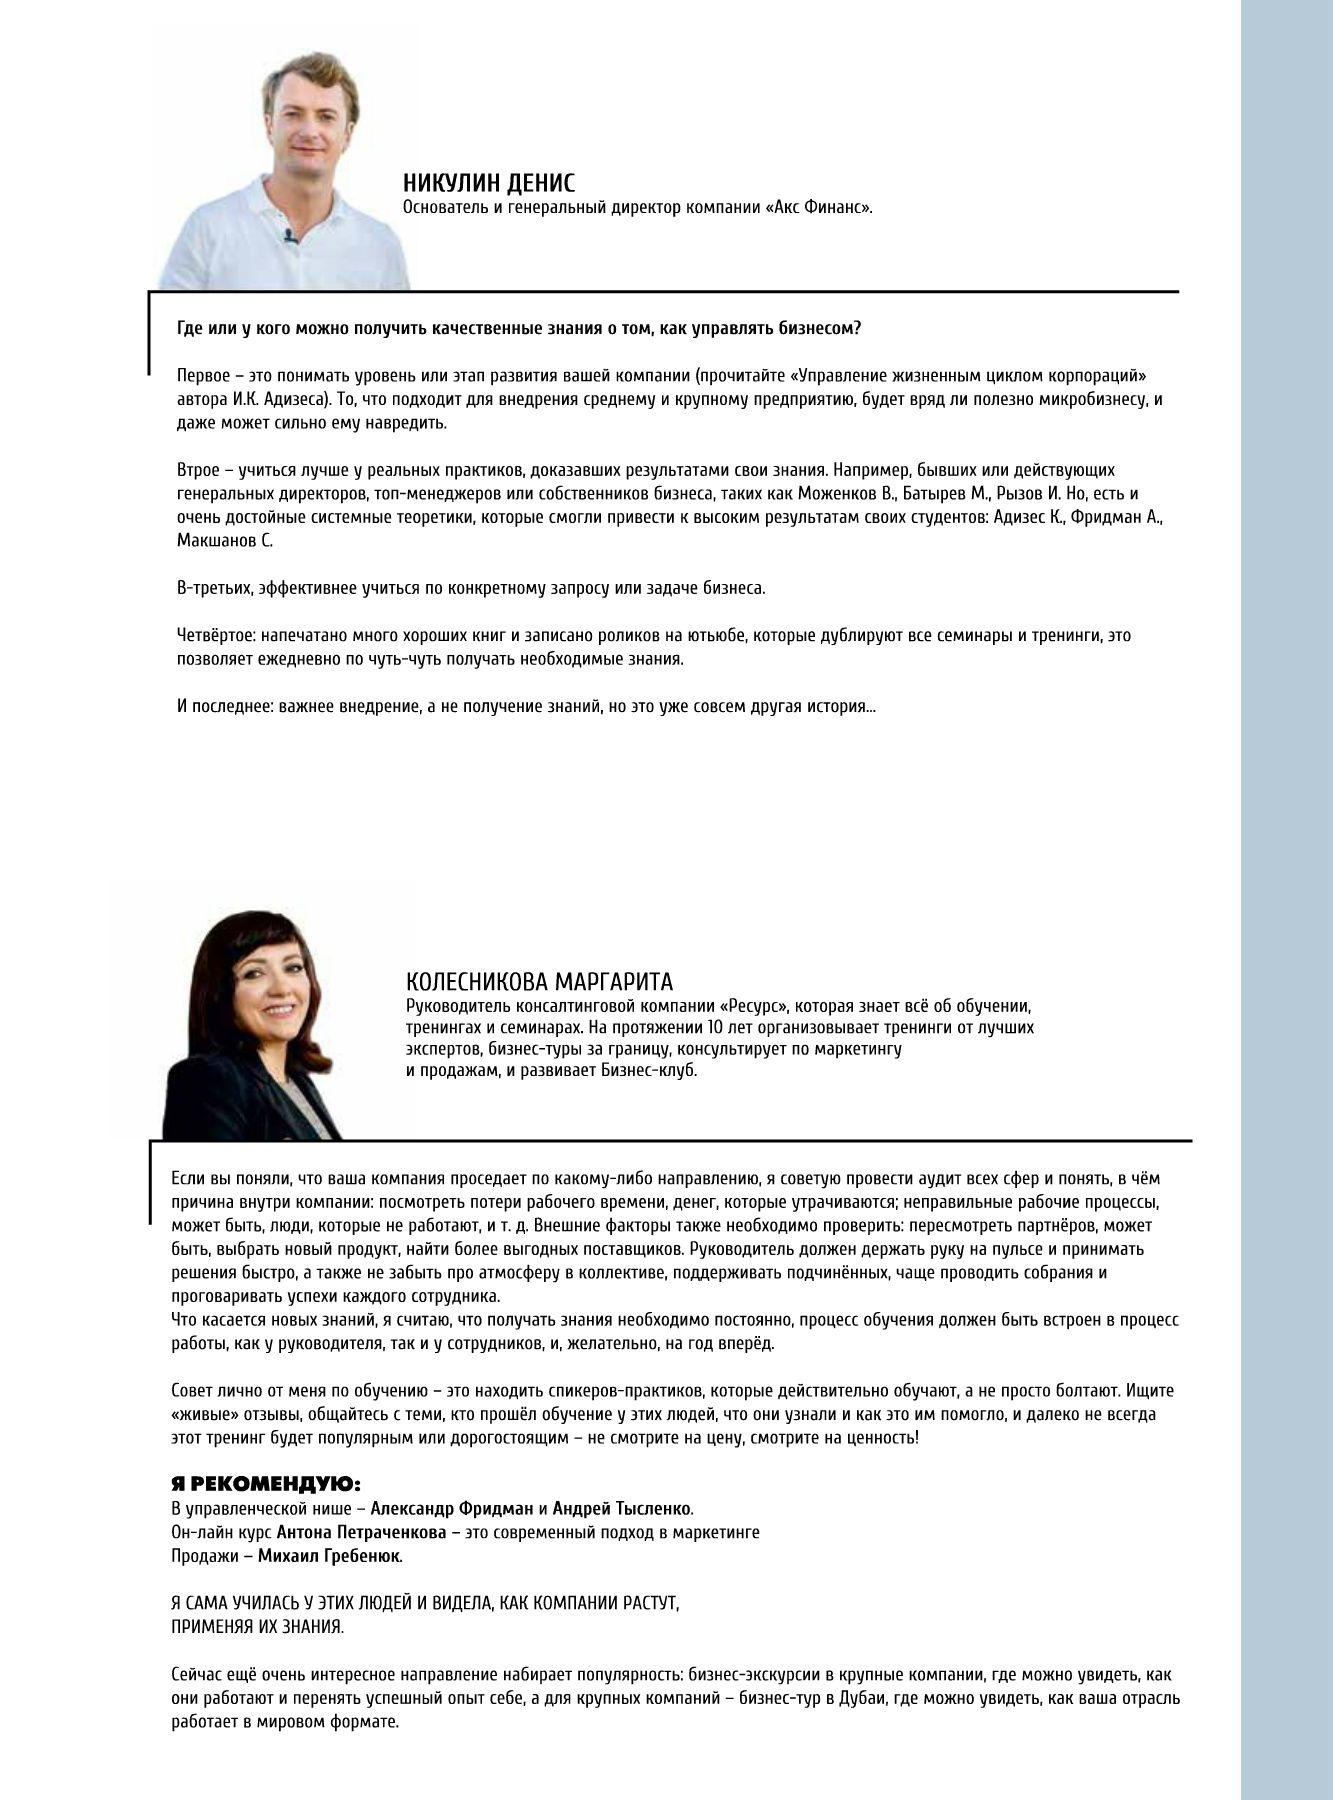 НИКУЛИН ДЕНИС
Основатель и генеральный директор компании «Акс Финанс».
Где или у кого можно получить качественные знания о том, как управлять бизнесом?
Первое – это понимать уровень или этап развития вашей компании (прочитайте «Управление жизненным циклом корпораций»
автора И.К. Адизеса). То, что подходит для внедрения среднему и крупному предприятию, будет вряд ли полезно микробизнесу, и
даже может сильно ему навредить.
Втрое – учиться лучше у реальных практиков, доказавших результатами свои знания. Например, бывших или действующих
генеральных директоров, топ-менеджеров или собственников бизнеса, таких как Моженков В., Батырев М., Рызов И. Но, есть и
очень достойные системные теоретики, которые смогли привести к высоким результатам своих студентов: Адизес К., Фридман А.,
Макшанов С.
В-третьих, эффективнее учиться по конкретному запросу или задаче бизнеса.
Четвёртое: напечатано много хороших книг и записано роликов на ютьюбе, которые дублируют все семинары и тренинги, это
позволяет ежедневно по чуть-чуть получать необходимые знания.
И последнее: важнее внедрение, а не получение знаний, но это уже совсем другая история...
КОЛЕСНИКОВА МАРГАРИТА
Руководитель консалтинговой компании «Ресурс», которая знает всё об обучении,
тренингах и семинарах. На протяжении 10 лет организовывает тренинги от лучших
экспертов, бизнес-туры за границу, консультирует по маркетингу
и продажам, и развивает Бизнес-клуб.
Если вы поняли, что ваша компания проседает по какому-либо направлению, я советую провести аудит всех сфер и понять, в чём
причина внутри компании: посмотреть потери рабочего времени, денег, которые утрачиваются; неправильные рабочие процессы,
может быть, люди, которые не работают, и т. д. Внешние факторы также необходимо проверить: пересмотреть партнёров, может
быть, выбрать новый продукт, найти более выгодных поставщиков. Руководитель должен держать руку на пульсе и принимать
решения быстро, а также не забыть про атмосферу в коллективе, поддерживать подчинённых, чаще проводить собрания и
проговаривать успехи каждого сотрудника.
Что касается новых знаний, я считаю, что получать знания необходимо постоянно, процесс обучения должен быть встроен в процесс
работы, как у руководителя, так и у сотрудников, и, желательно, на год вперёд.
Совет лично от меня по обучению – это находить спикеров-практиков, которые действительно обучают, а не просто болтают. Ищите
«живые» отзывы, общайтесь с теми, кто прошёл обучение у этих людей, что они узнали и как это им помогло, и далеко не всегда
этот тренинг будет популярным или дорогостоящим – не смотрите на цену, смотрите на ценность!
Я РЕКОМЕНДУЮ:
В управленческой нише – Александр Фридман и Андрей Тысленко.
Он-лайн курс Антона Петраченкова – это современный подход в маркетинге
Продажи – Михаил Гребенюк.
Я САМА УЧИЛАСЬ У ЭТИХ ЛЮДЕЙ И ВИДЕЛА, КАК КОМПАНИИ РАСТУТ,
ПРИМЕНЯЯ ИХ ЗНАНИЯ.
Сейчас ещё очень интересное направление набирает популярность: бизнес-экскурсии в крупные компании, где можно увидеть, как
они работают и перенять успешный опыт себе, а для крупных компаний – бизнес-тур в Дубаи, где можно увидеть, как ваша отрасль
работает в мировом формате.